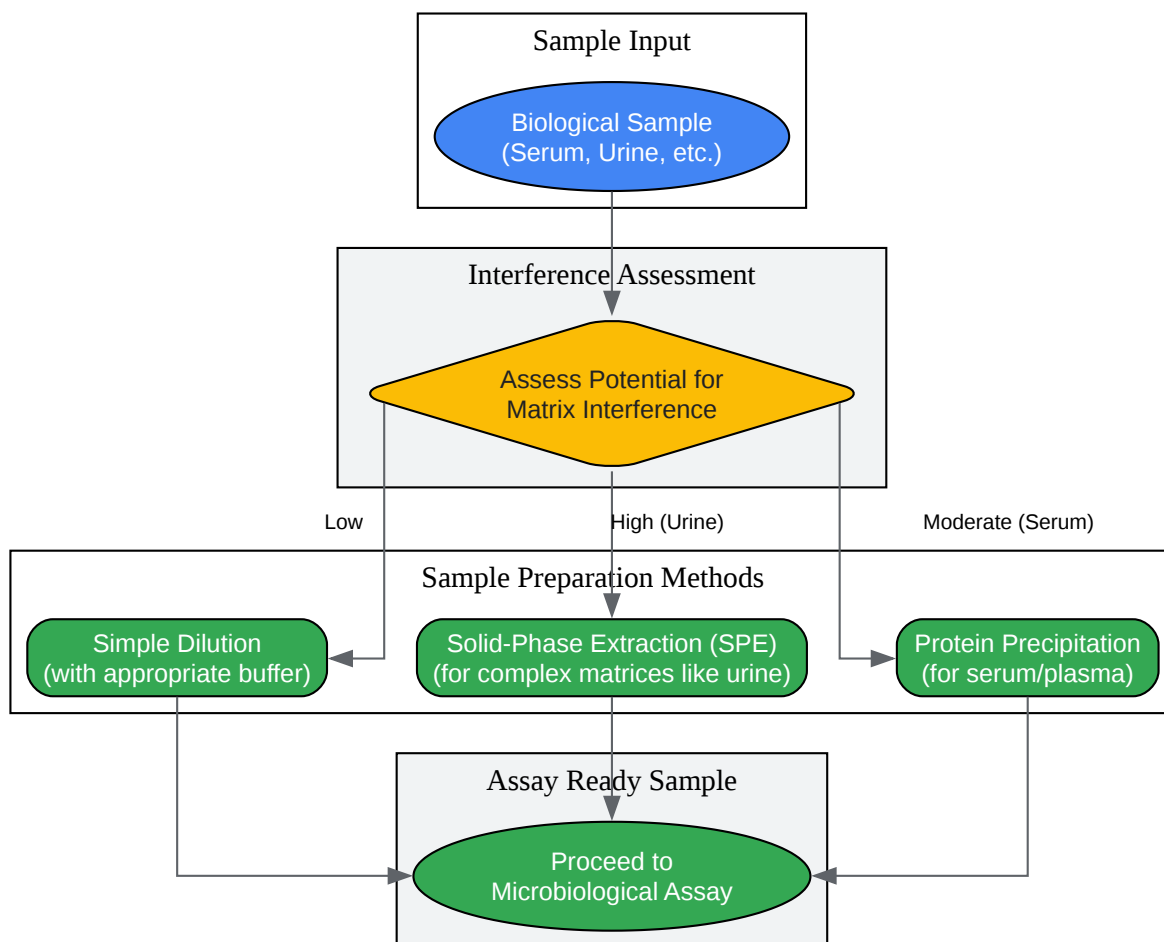 Sample Input
Biological Sample
(Serum, Urine, etc.)
Interference Assessment
Assess Potential for
Matrix Interference
Low
High (Urine)
Moderate (Serum)
Sample Preparation Methods
Simple Dilution
(with appropriate buffer)
Solid-Phase Extraction (SPE)
(for complex matrices like urine)
Protein Precipitation
(for serum/plasma)
Assay Ready Sample
Proceed to
Microbiological Assay